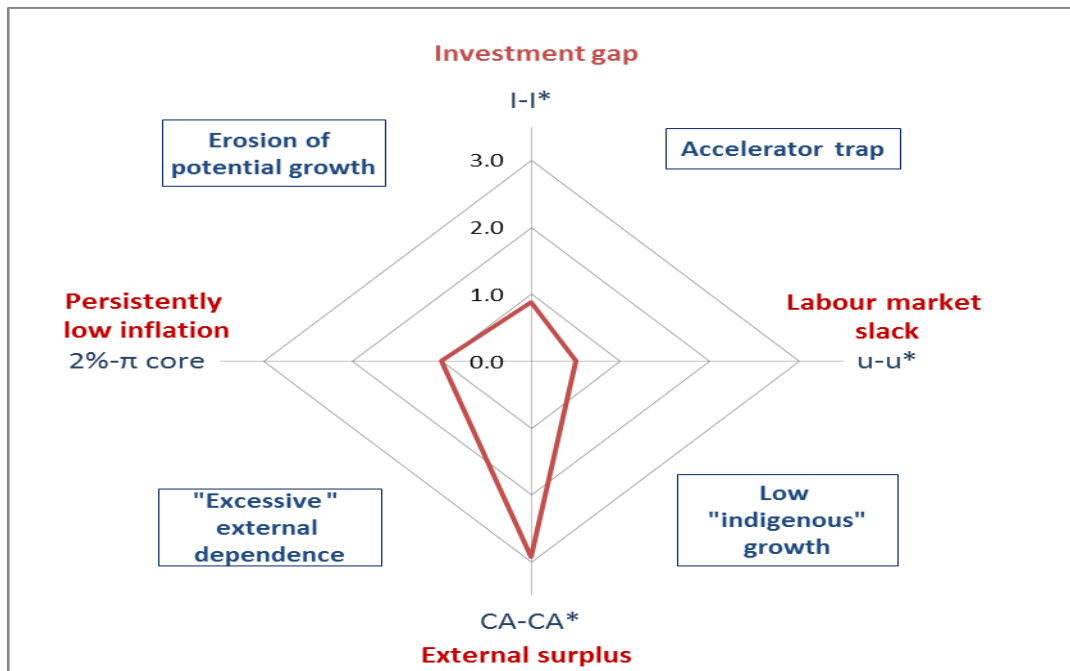 Investment gap
I-I*
Erosion of
potential growth
Accelerator trap
3.0
2.0
1.0
0.0
Persistently
low inflation
2%-π core
Labour market
slack
u-u*
"Excessive"
external
dependence
Low
"indigenous"
growth
CA-CA*
External surplus